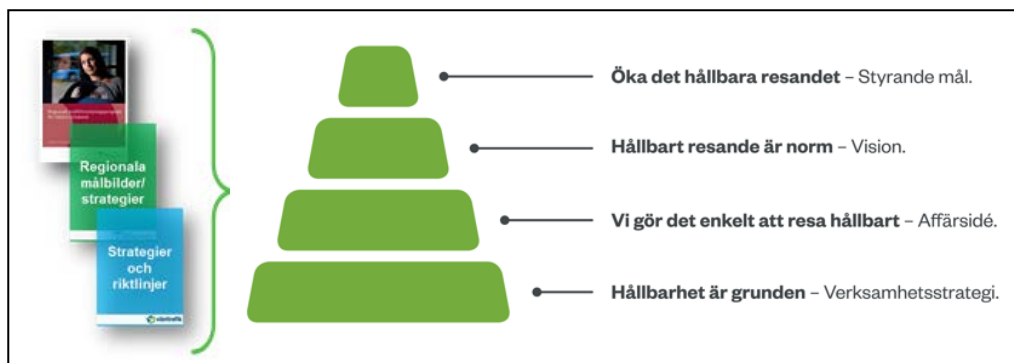 Regionala
målbilder/
strategier
Strategier
och
riktlinjer
västtrafik
Öka det hållbara resandet – Styrande mål.
Hållbart resande är norm – Vision.
Vi gör det enkelt att resa hållbart – Affärsidé.
Hållbarhet är grunden – Verksamhetsstrategi.